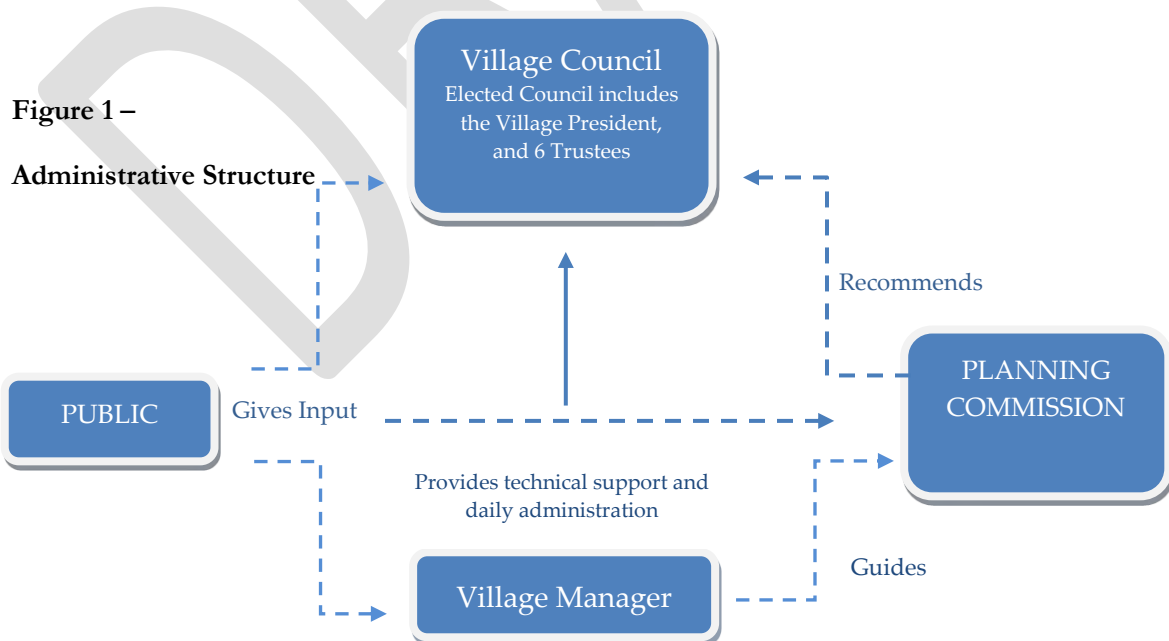 Village Council
Elected Council includes
the Village President,
and 6 Trustees
Figure 1 –
Administrative Structure
Recommends
PLANNING
COMMISSION
PUBLIC
Gives Input
Provides technical support and
daily administration
Guides
Village Manager